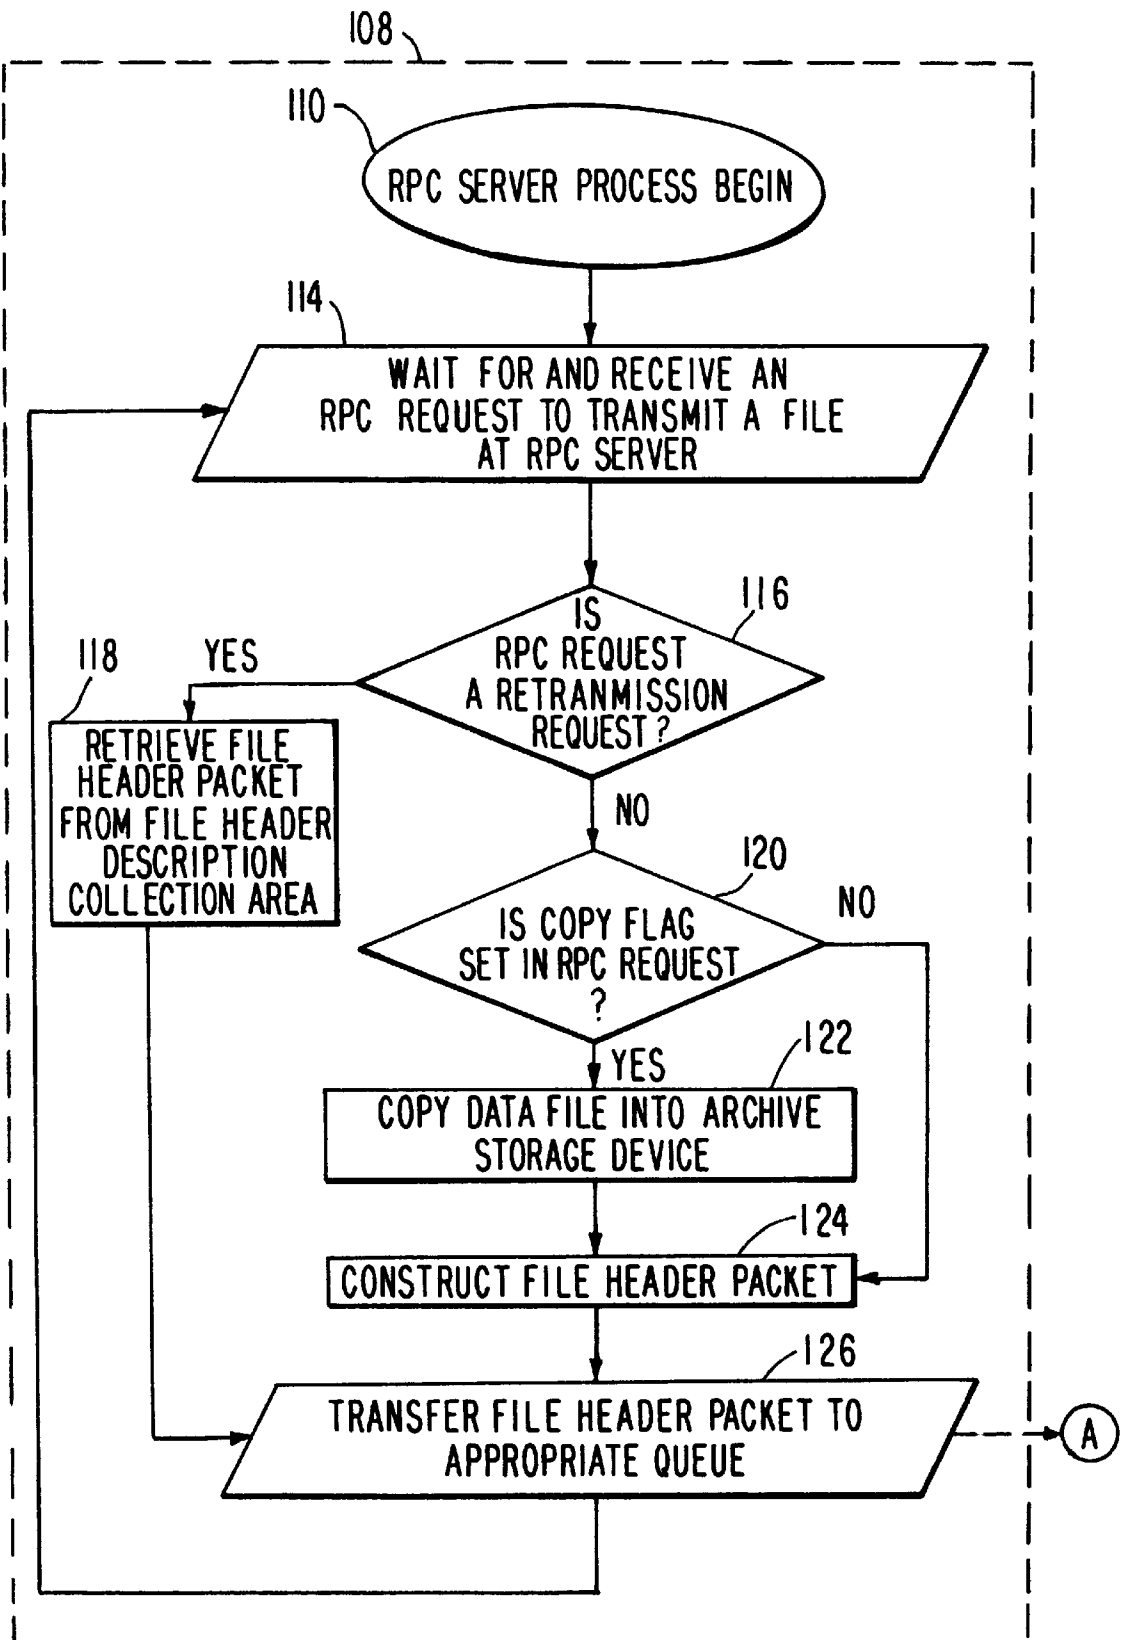 108
110
RPC SERVER PROCESS BEGIN
114
WAIT FOR AND RECEIVE AN
RPC REQUEST TO TRANSMIT A FILE
AT RPC SERVER
116
IS
RPC REQUEST
A RETRANMISSION
REQUEST?
YES
118
RETRIEVE FILE
HEADER PACKET
FROM FILE HEADER
DESCRIPTION
COLLECTION AREA
NO
120
IS COPY FLAG
SET IN RPC REQUEST
?
NO
YES
122
COPY DATA FILE INTO ARCHIVE
STORAGE DEVICE
124
CONSTRUCT FILE HEADER PACKET
126
TRANSFER FILE HEADER PACKET TO
APPROPRIATE QUEUE
A